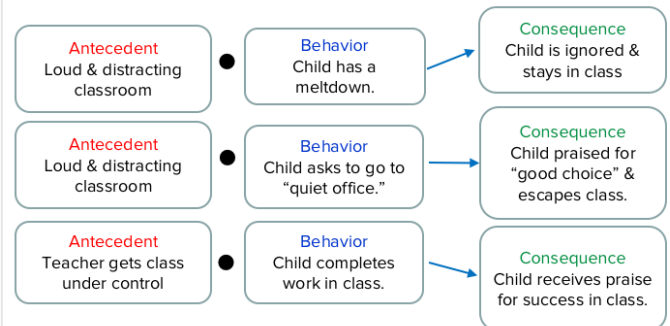 Antecedent
Loud & distracting
classroom
Behavior
Child has a
meltdown.
Consequence
Child is ignored &
stays in class
Antecedent
Loud & distracting
classroom
Behavior
Child asks to go to
“quiet office.”
Consequence
Child praised for
“good choice” &
escapes class.
Antecedent
Teacher gets class
under control
Behavior
Child completes
work in class.
Consequence
Child receives praise
for success in class.